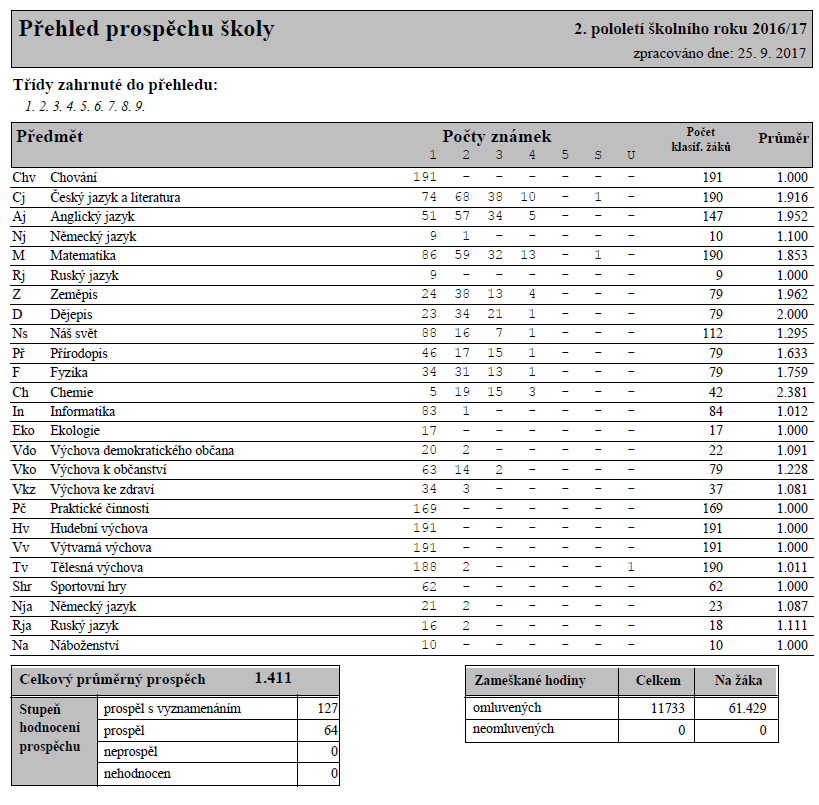 Přehled prospěchu školy 2. pololetí školního roku 2016/17
zpracováno dne: 25. 9. 2017
Třídy zahrnuté do přehledu:
1. 2. 3. 4. 5. 6. 7. 8. 9.
Předmět Počty známek Počet klasif. žáků Průměr
1 2 3 4 5 S U
Chv Chování 191 - - - - - - 191 1.000
Cj Český jazyk a literatura 74 68 38 10 - 1 - 190 1.916
Aj Anglický jazyk 51 57 34 5 - - - 147 1.952
Nj Německý jazyk 9 1 - - - - - 10 1.100
M Matematika 86 59 32 13 - 1 - 190 1.853
Rj Ruský jazyk 9 - - - - - - 9 1.000
Z Zeměpis 24 38 13 4 - - - 79 1.962
D Dějepis 23 34 21 1 - - - 79 2.000
Ns Náš svět 88 16 7 1 - - - 112 1.295
Př Přírodopis 46 17 15 1 - - - 79 1.633
F Fyzika 34 31 13 1 - - - 79 1.759
Ch Chemie 5 19 15 3 - - - 42 2.381
In Informatika 83 1 - - - - - 84 1.012
Eko Ekologie 17 - - - - - - 17 1.000
Vdo Výchova demokratického občana 20 2 - - - - - 22 1.091
Vko Výchova k občanství 63 14 2 - - - - 79 1.228
Vkz Výchova ke zdraví 34 3 - - - - - 37 1.081
Pč Praktické činnosti 169 - - - - - - 169 1.000
Hv Hudební výchova 191 - - - - - - 191 1.000
Vv Výtvarná výchova 191 - - - - - - 191 1.000
Tv Tělesná výchova 188 2 - - - - 1 190 1.011
Shr Sportovní hry 62 - - - - - - 62 1.000
Nja Německý jazyk 21 2 - - - - - 23 1.087
Rja Ruský jazyk 16 2 - - - - - 18 1.111
Na Náboženství 10 - - - - - - 10 1.000
Celkový průměrný prospěch 1.411
Stupeň hodnocení prospěchu
prospěl s vyznamenáním 127
prospěl 64
neprospěl 0
nehodnocen 0
Zameškané hodiny Celkem Na žáka
omluvených 11733 61.429
neomluvených 0 0